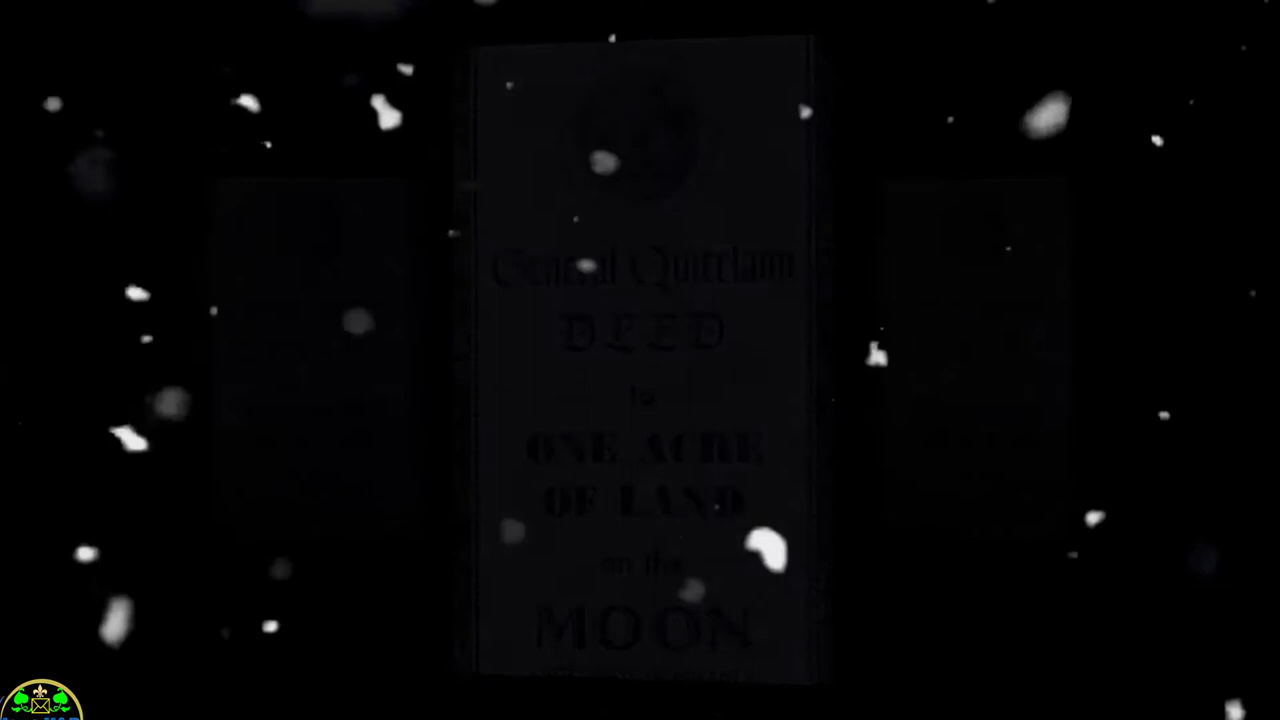 General Quitclaim
DEED
to
ONE ACRE
OF LAND
on the
MOON